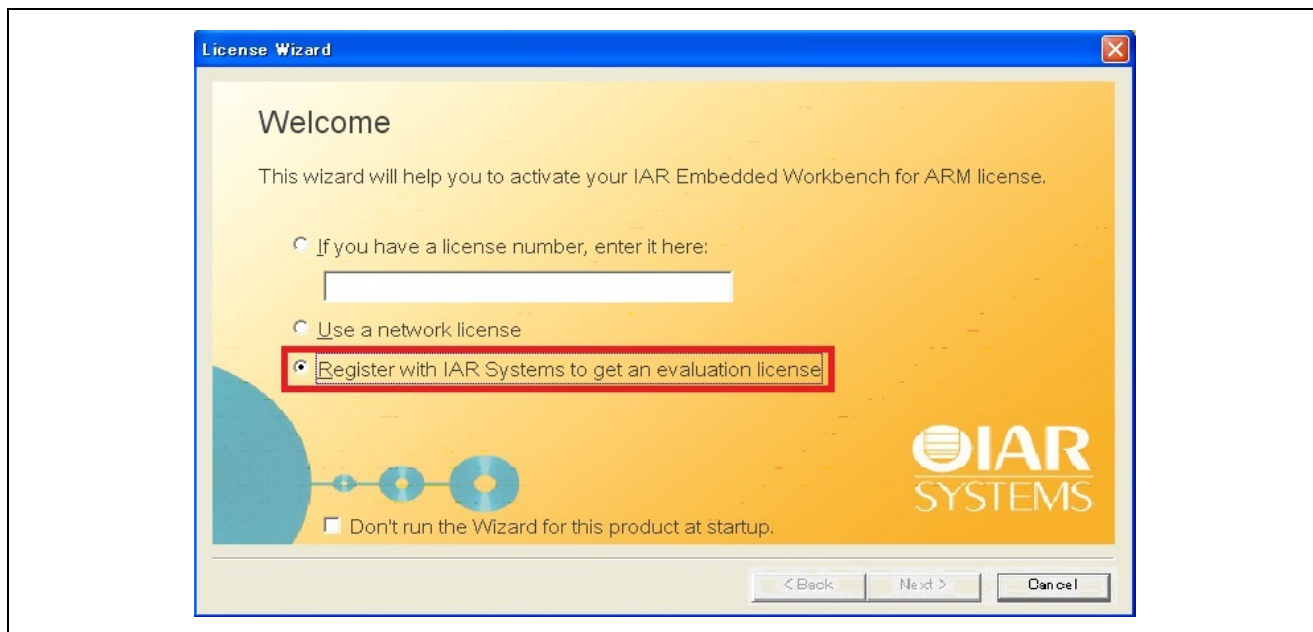 License Wizard
Welcome
This wizard will help you to activate your IAR Embedded Workbench for ARM license.
If you have a license number, enter it here:
Use a network license
Register with IAR Systems to get an evaluation license
IAR
SYSTEMS
Don't run the Wizard for this product at startup.
< Back Next > Cancel